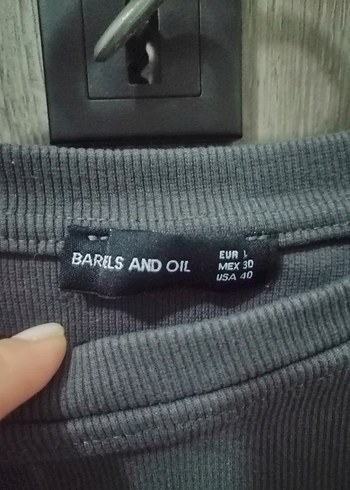 BARELS AND OIL
EUR L
MEX 30
USA 40